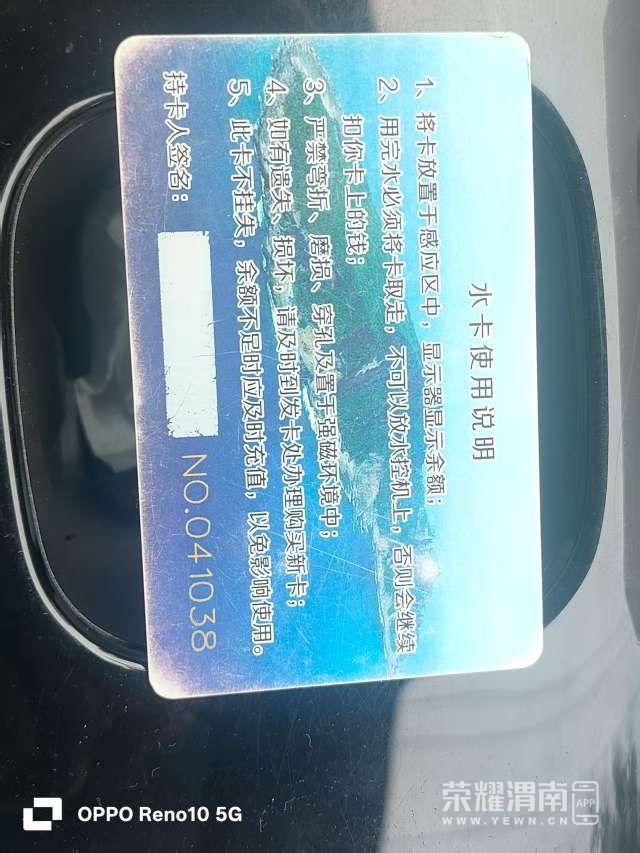 水卡使用说明
1、将卡放置于感应区中，显示器显示余额；
2、用完水必须将卡取走，不可以放水控机上，否则会继续
扣你卡上的钱；
3、严禁弯折、磨损、穿孔及置于强磁环境中；
4、如有遗失、损坏，请及时到发卡处办理购买新卡；
5、此卡不挂失，余额不足时应及时充值，以免影响使用。
持卡人签名：
NO.041038
OPPO Reno10 5G
荣耀渭南 APP
WWW.YEWN.CN